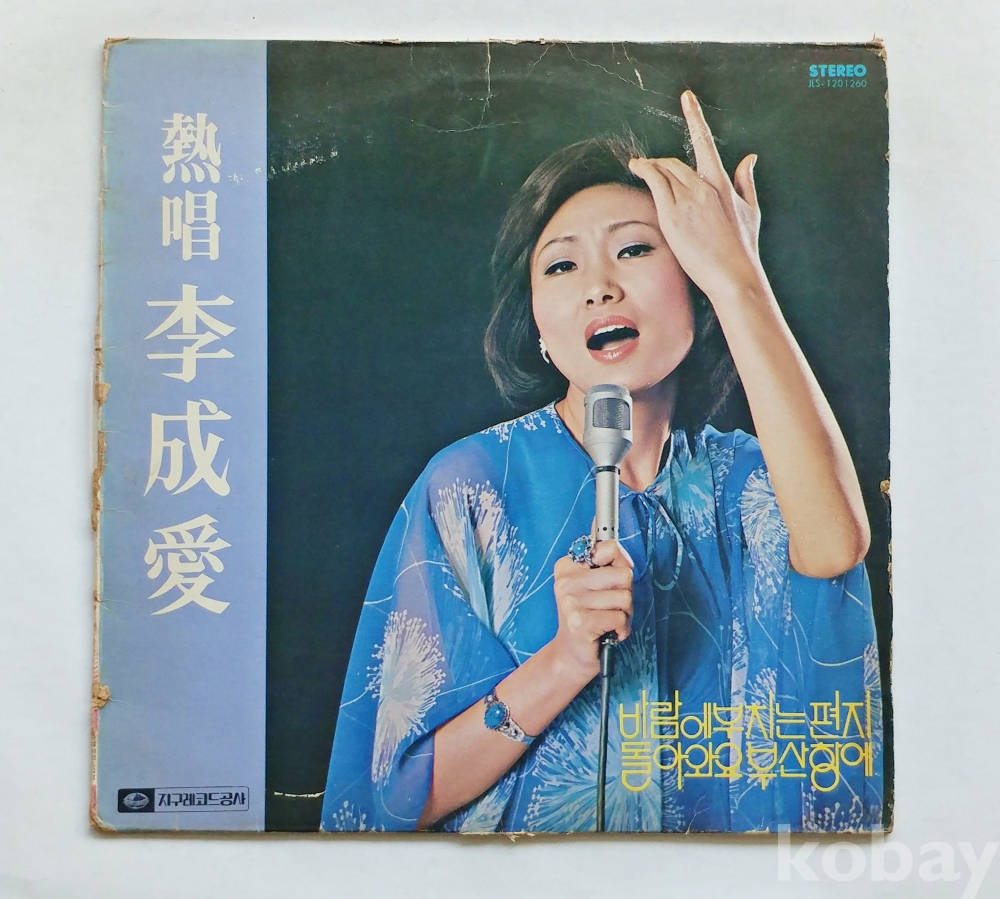 熱唱 李成愛
STEREO
JLS-1201260
바람에부치는편지
돌아와요부산항에
지구레코드공사
kobay